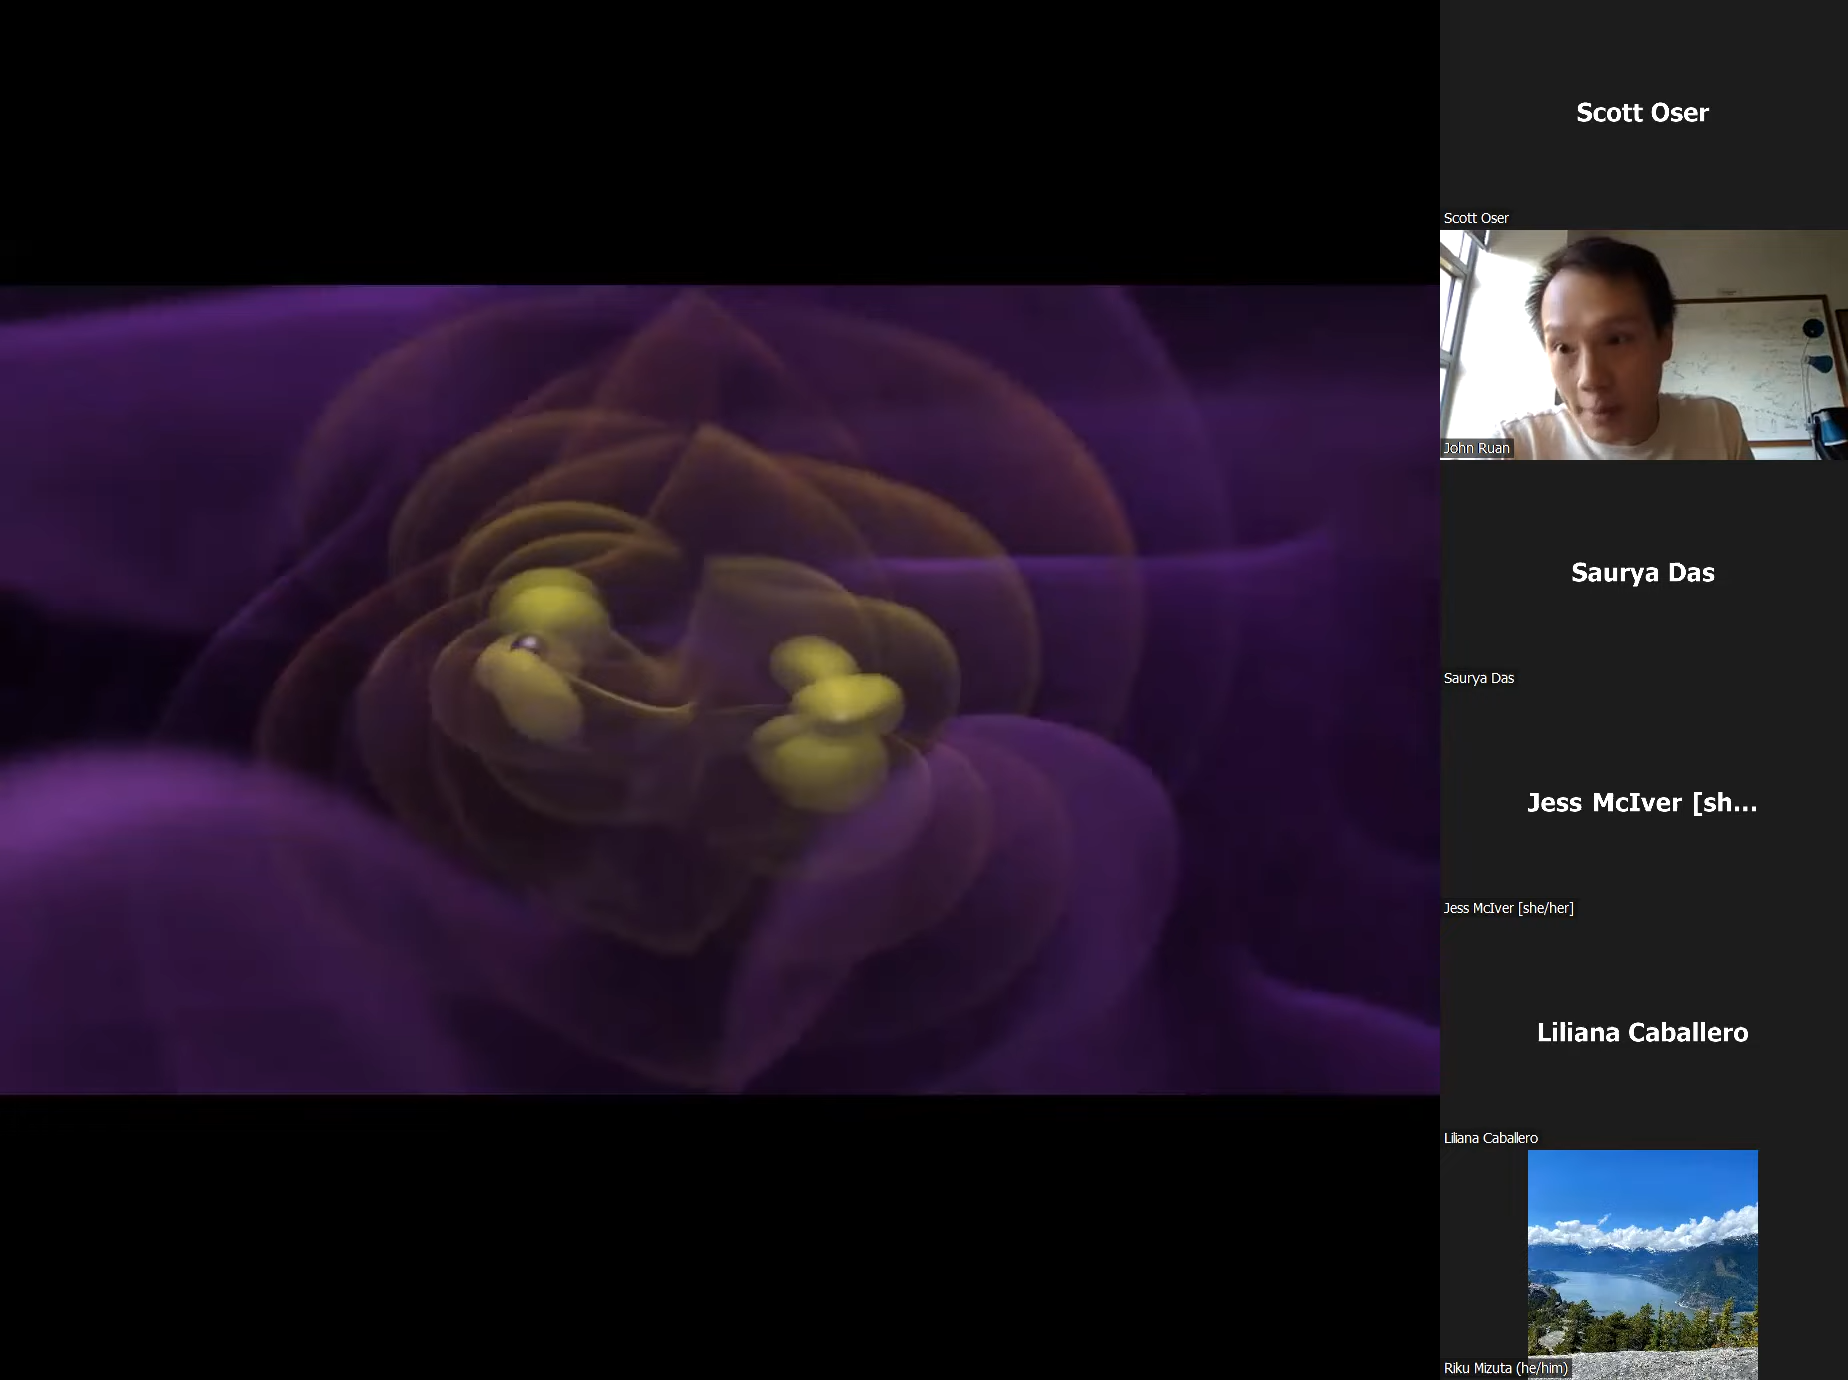 Scott Oser
Scott Oser
John Ruan
Saurya Das
Saurya Das
Jess McIver [sh...
Jess McIver [she/her]
Liliana Caballero
Liliana Caballero
Riku Mizuta (he/him)